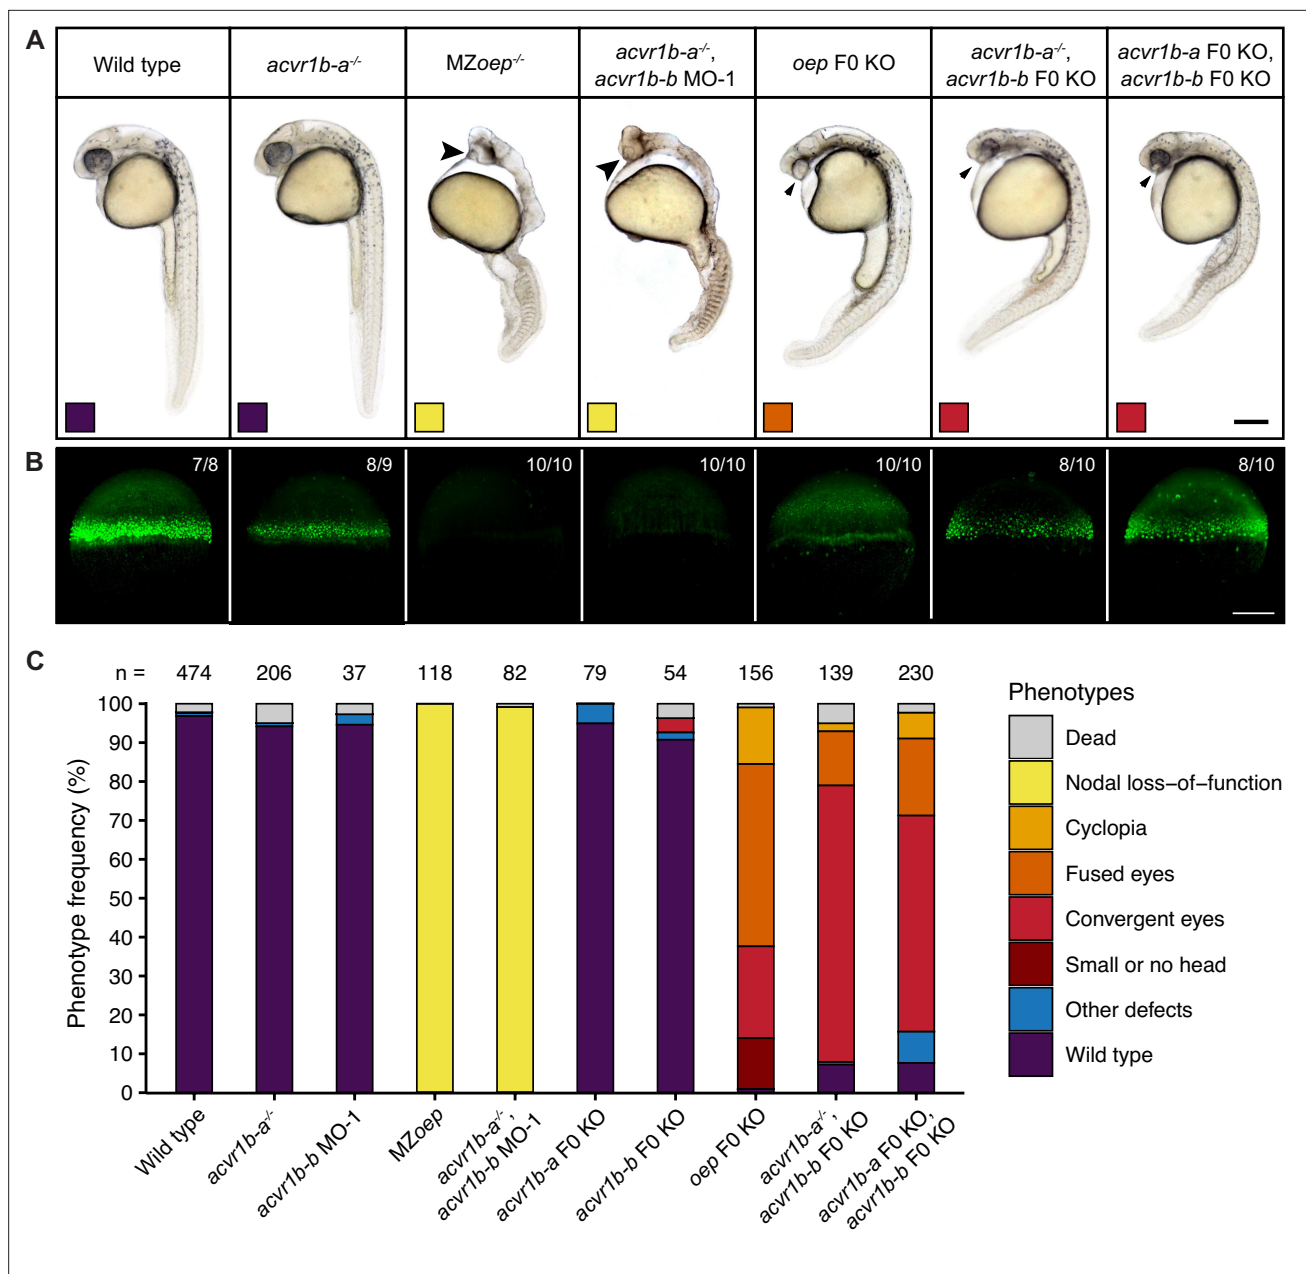 A
Wild type
acvr1b-a-/-
MZoep-/-
acvr1b-a-/-,
acvr1b-b MO-1
oep F0 KO
acvr1b-a-/-,
acvr1b-b F0 KO
acvr1b-a F0 KO,
acvr1b-b F0 KO
B
7/8
8/9
10/10
10/10
10/10
8/10
8/10
C
n = 474 206 37 118 82 79 54 156 139 230
Phenotype frequency (%)
100
90
80
70
60
50
40
30
20
10
0
Wild type
acvr1b-a-/-
acvr1b-b MO-1
MZoep
acvr1b-a-/-,
acvr1b-b MO-1
acvr1b-a F0 KO
acvr1b-b F0 KO
oep F0 KO
acvr1b-a-/-,
acvr1b-b F0 KO
acvr1b-a F0 KO,
acvr1b-b F0 KO
Phenotypes
Dead
Nodal loss−of−function
Cyclopia
Fused eyes
Convergent eyes
Small or no head
Other defects
Wild type